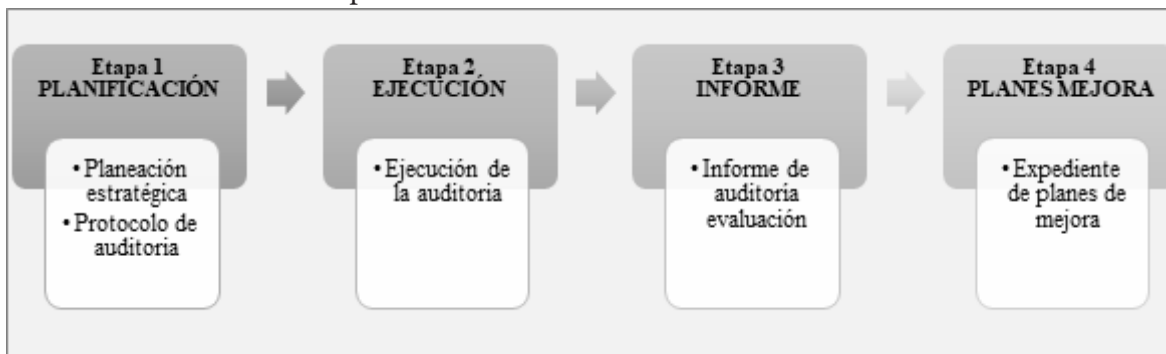 Etapa 1
PLANIFICACIÓN
• Planeación
estratégica
• Protocolo de
auditoria
Etapa 2
EJECUCIÓN
• Ejecución de
la auditoria
Etapa 3
INFORME
• Informe de
auditoria
evaluación
Etapa 4
PLANES MEJORA
• Expediente
de planes de
mejora